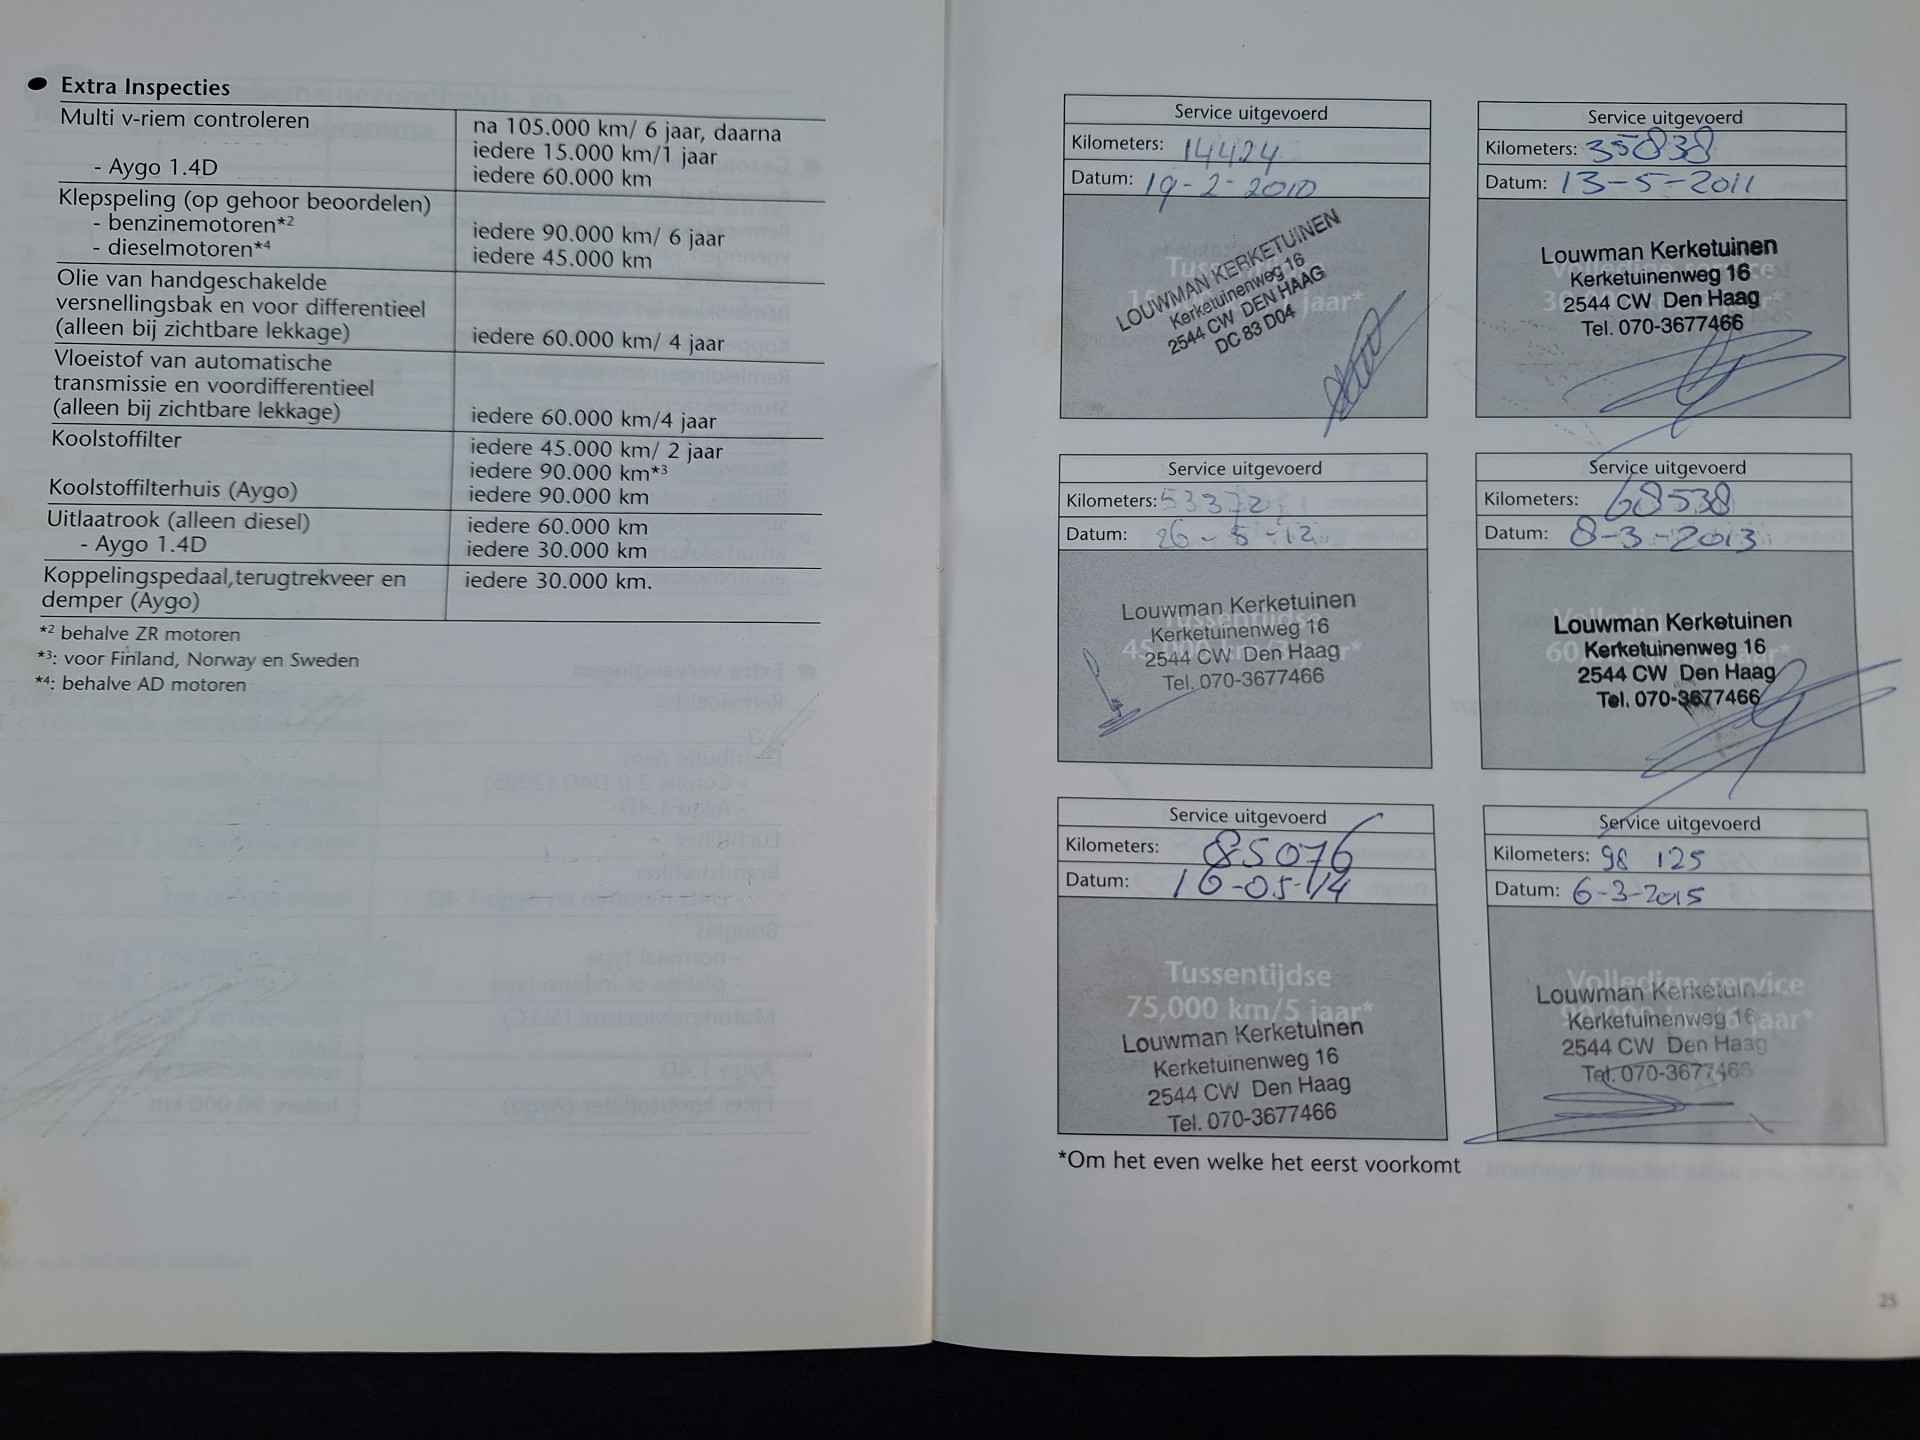 ● Extra Inspecties
Multi v-riem controleren
na 105.000 km/ 6 jaar, daarna
iedere 15.000 km/1 jaar
- Aygo 1.4D
iedere 60.000 km
Klepspeling (op gehoor beoordelen)
- benzinemotoren*2
iedere 90.000 km/ 6 jaar
- dieselmotoren*4
iedere 45.000 km
Olie van handgeschakelde
versnellingsbak en voor differentieel
(alleen bij zichtbare lekkage)
iedere 60.000 km/ 4 jaar
Vloeistof van automatische
transmissie en voordifferentieel
(alleen bij zichtbare lekkage)
iedere 60.000 km/4 jaar
Koolstoffilter
iedere 45.000 km/ 2 jaar
iedere 90.000 km*3
Koolstoffilterhuis (Aygo)
iedere 90.000 km
Uitlaatrook (alleen diesel)
iedere 60.000 km
- Aygo 1.4D
iedere 30.000 km
Koppelingspedaal,terugtrekveer en
demper (Aygo)
iedere 30.000 km.
*2 behalve ZR motoren
*3: voor Finland, Norway en Sweden
*4: behalve AD motoren
Service uitgevoerd
Kilometers: 14424
Datum: 19-2-2010
LOUWMAN KERKETUINEN
Kerketuinenweg 16
2544 CW DEN HAAG
DC 83 D04
Service uitgevoerd
Kilometers: 35838
Datum: 13-5-2011
Louwman Kerketuinen
Kerketuinenweg 16
2544 CW Den Haag
Tel. 070-3677466
Service uitgevoerd
Kilometers: 53372
Datum: 26-5-12
Tussentijdse
45.000 km/3 jaar*
Louwman Kerketuinen
Kerketuinenweg 16
2544 CW Den Haag
Tel. 070-3677466
Service uitgevoerd
Kilometers: 68538
Datum: 8-3-2013
Louwman Kerketuinen
Kerketuinenweg 16
2544 CW Den Haag
Tel. 070-3677466
Service uitgevoerd
Kilometers: 85076
Datum: 16-05-14
Tussentijdse
75,000 km/5 jaar*
Louwman Kerketuinen
Kerketuinenweg 16
2544 CW Den Haag
Tel. 070-3677466
Service uitgevoerd
Kilometers: 98 125
Datum: 6-3-2015
Volledige service
Louwman Kerketuinen
Kerketuinenweg 16
2544 CW Den Haag
Tel. 070-3677466
*Om het even welke het eerst voorkomt
25